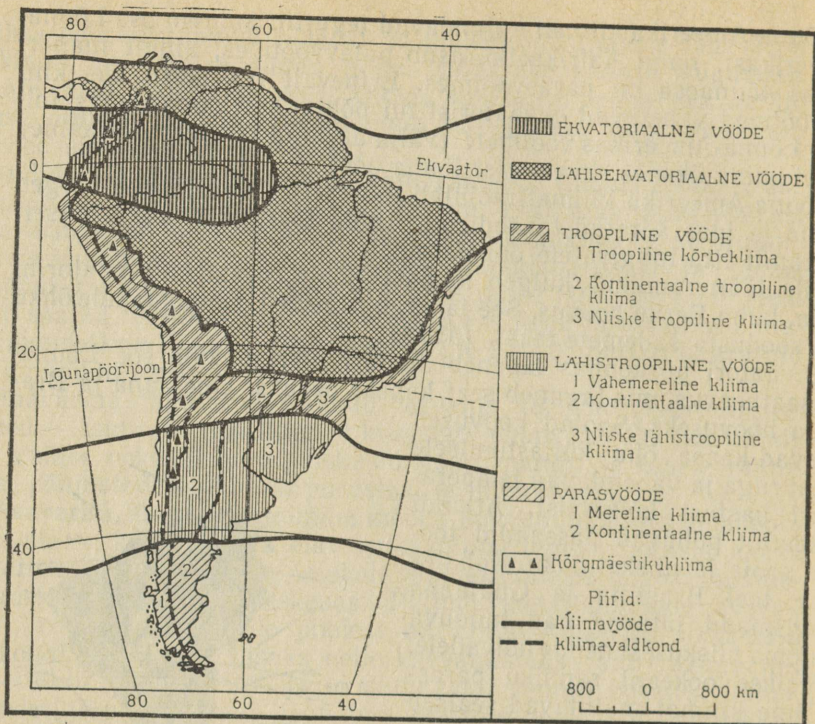 80
60
40
0
Ekvaator
20
Lõunapöörijoon
2
3
1
2
3
40
1
2
80
60
40
EKVATORIAALNE VÖÖDE
LÄHISEKVATORIAALNE VÖÖDE
TROOPILINE VÖÖDE
1 Troopiline kõrbekliima
2 Kontinentaalne troopiline
kliima
3 Niiske troopiline kliima
LÄHISTROOPILINE VÖÖDE
1 Vahemereline kliima
2 Kontinentaalne kliima
3 Niiske lähistroopiline
kliima
PARASVÖÖDE
1 Mereline kliima
2 Kontinentaalne kliima
Kõrgmäestikukliima
Piirid:
kliimavööde
kliimavaldkond
800 0 800 km